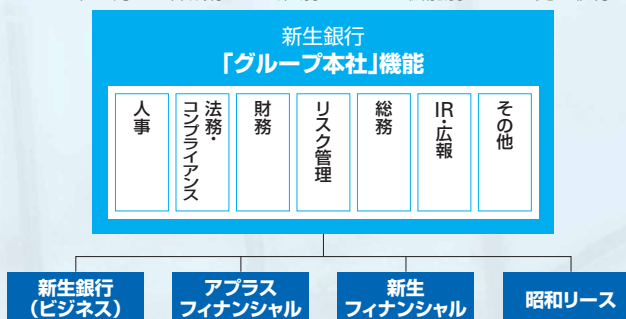 新生銀行
「グループ本社」機能
人事
法務・
コンプライアンス
財務
リスク管理
総務
IR・広報
その他
新生銀行
（ビジネス）
アプラス
フィナンシャル
新生
フィナンシャル
昭和リース